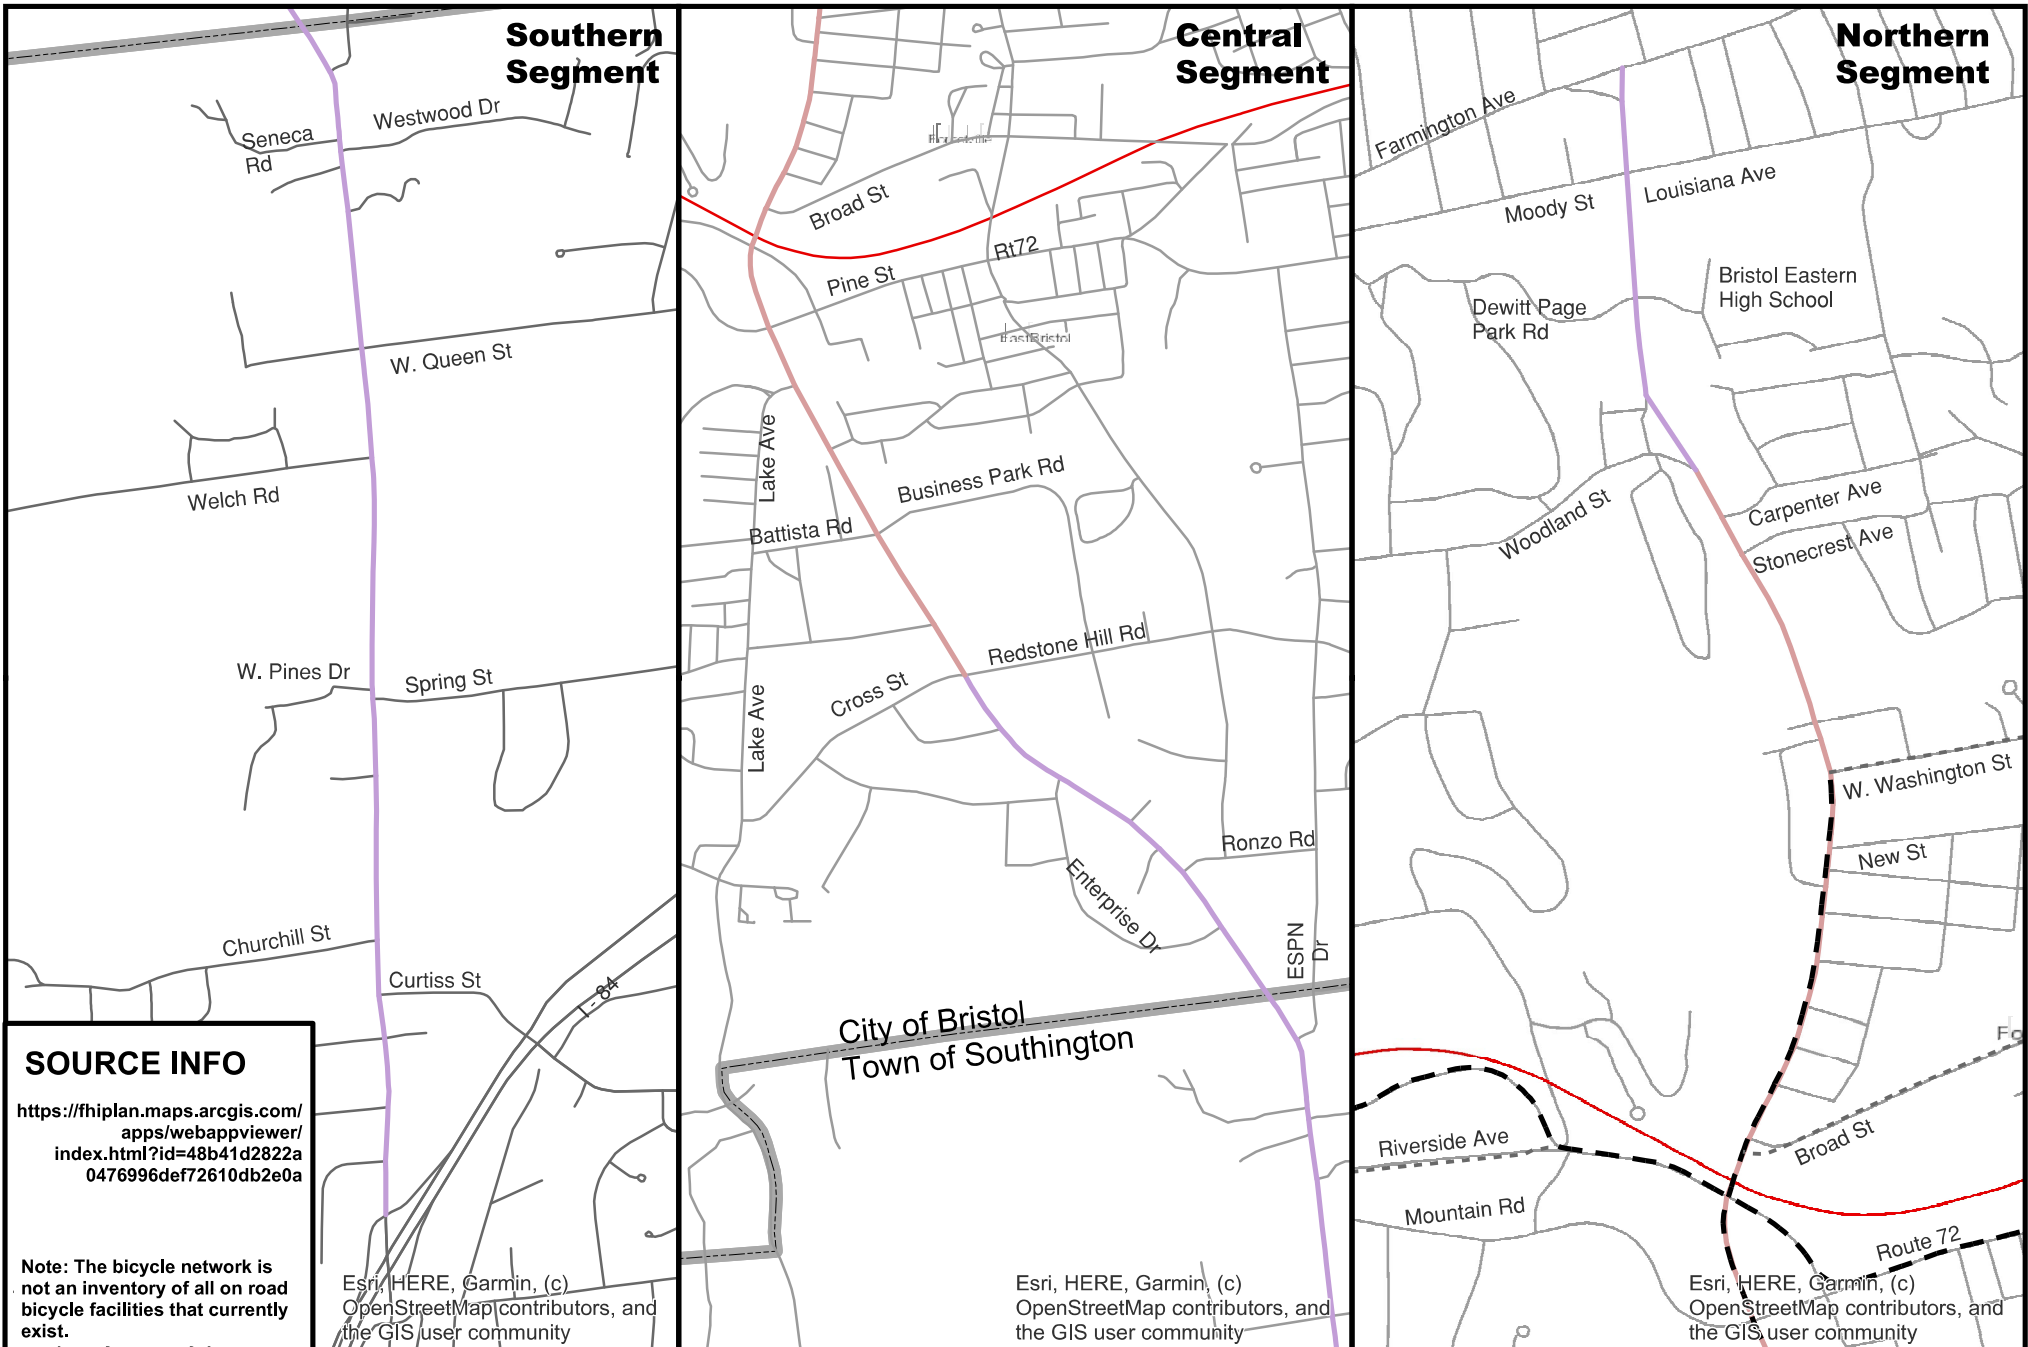 Southern
Segment
Westwood Dr
Seneca
Rd
W. Queen St
Welch Rd
W. Pines Dr
Spring St
Churchill St
Curtiss St
I - 84
SOURCE INFO
https://fhiplan.maps.arcgis.com/
apps/webappviewer/
index.html?id=48b41d2822a
0476996def72610db2e0a
Note: The bicycle network is
not an inventory of all on road
bicycle facilities that currently
exist.
Esri, HERE, Garmin, (c)
OpenStreetMap contributors, and
the GIS user community
Central
Segment
Broad St
Rt72
Pine St
East Bristol
Lake Ave
Business Park Rd
Battista Rd
Redstone Hill Rd
Cross St
Lake Ave
Ronzo Rd
Enterprise Dr
ESPN
Dr
City of Bristol
Town of Southington
Esri, HERE, Garmin, (c)
OpenStreetMap contributors, and
the GIS user community
Northern
Segment
Farmington Ave
Louisiana Ave
Moody St
Bristol Eastern
High School
Dewitt Page
Park Rd
Carpenter Ave
Woodland St
Stonecrest Ave
W. Washington St
New St
Fo
Broad St
Riverside Ave
Mountain Rd
Route 72
Esri, HERE, Garmin, (c)
OpenStreetMap contributors, and
the GIS user community